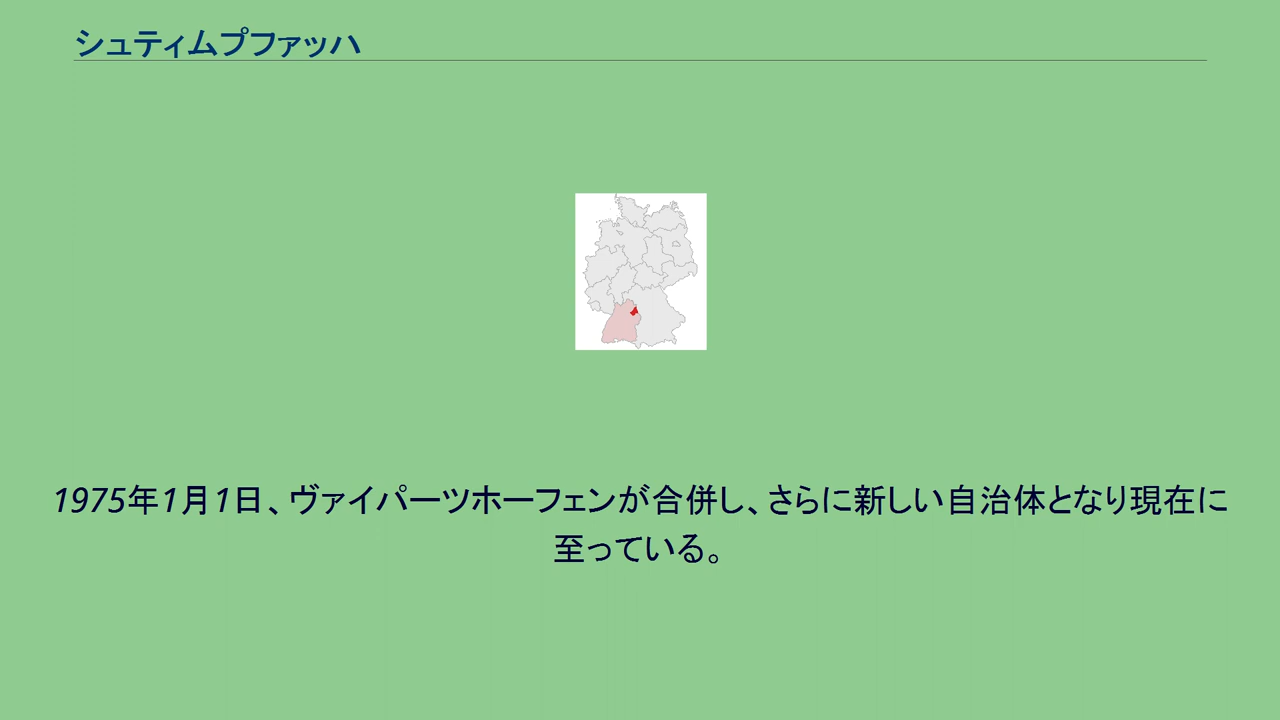 シュティムプファッハ
1975年1月1日、ヴァイパーツホーフェンが合併し、さらに新しい自治体となり現在に
至っている。